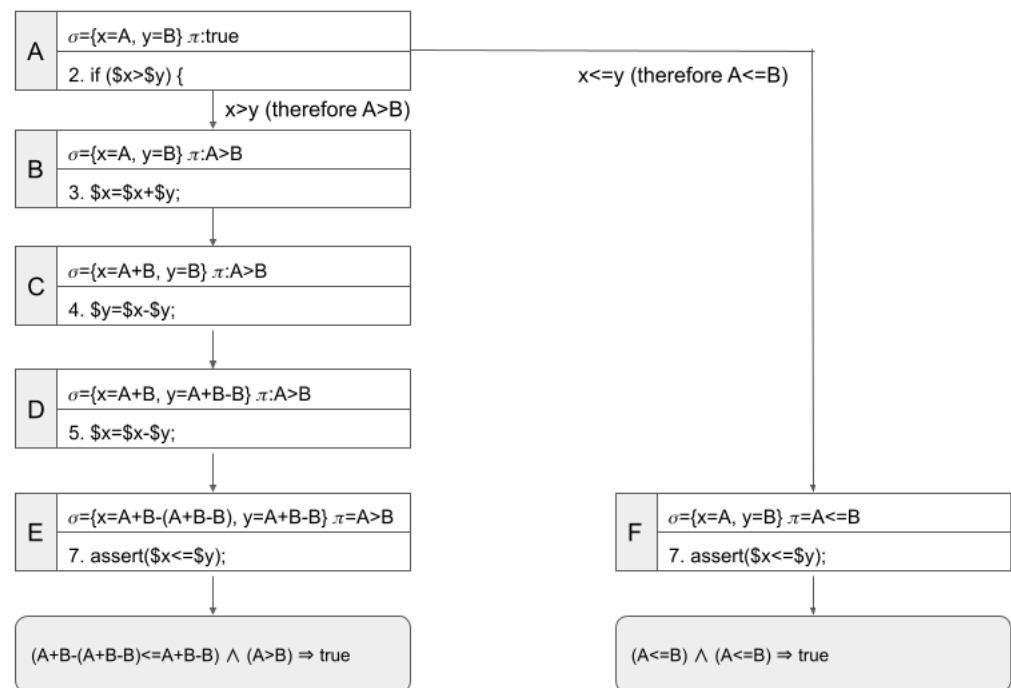 A
σ={x=A, y=B} π:true
2. if ($x>$y) {
x<=y (therefore A<=B)
x>y (therefore A>B)
B
σ={x=A, y=B} π:A>B
3. $x=$x+$y;
C
σ={x=A+B, y=B} π:A>B
4. $y=$x-$y;
D
σ={x=A+B, y=A+B-B} π:A>B
5. $x=$x-$y;
E
σ={x=A+B-(A+B-B), y=A+B-B} π=A>B
7. assert($x<=$y);
F
σ={x=A, y=B} π=A<=B
7. assert($x<=$y);
(A+B-(A+B-B)<=A+B-B) ∧ (A>B) ⇒ true
(A<=B) ∧ (A<=B) ⇒ true